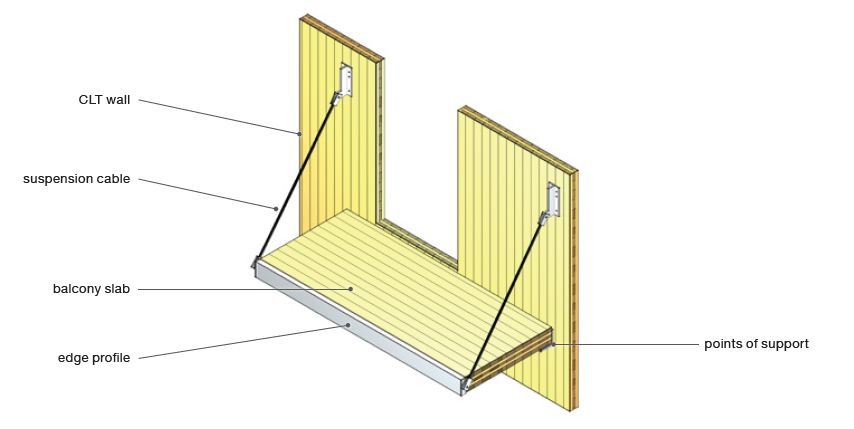 CLT wall
suspension cable
balcony slab
edge profile
points of support